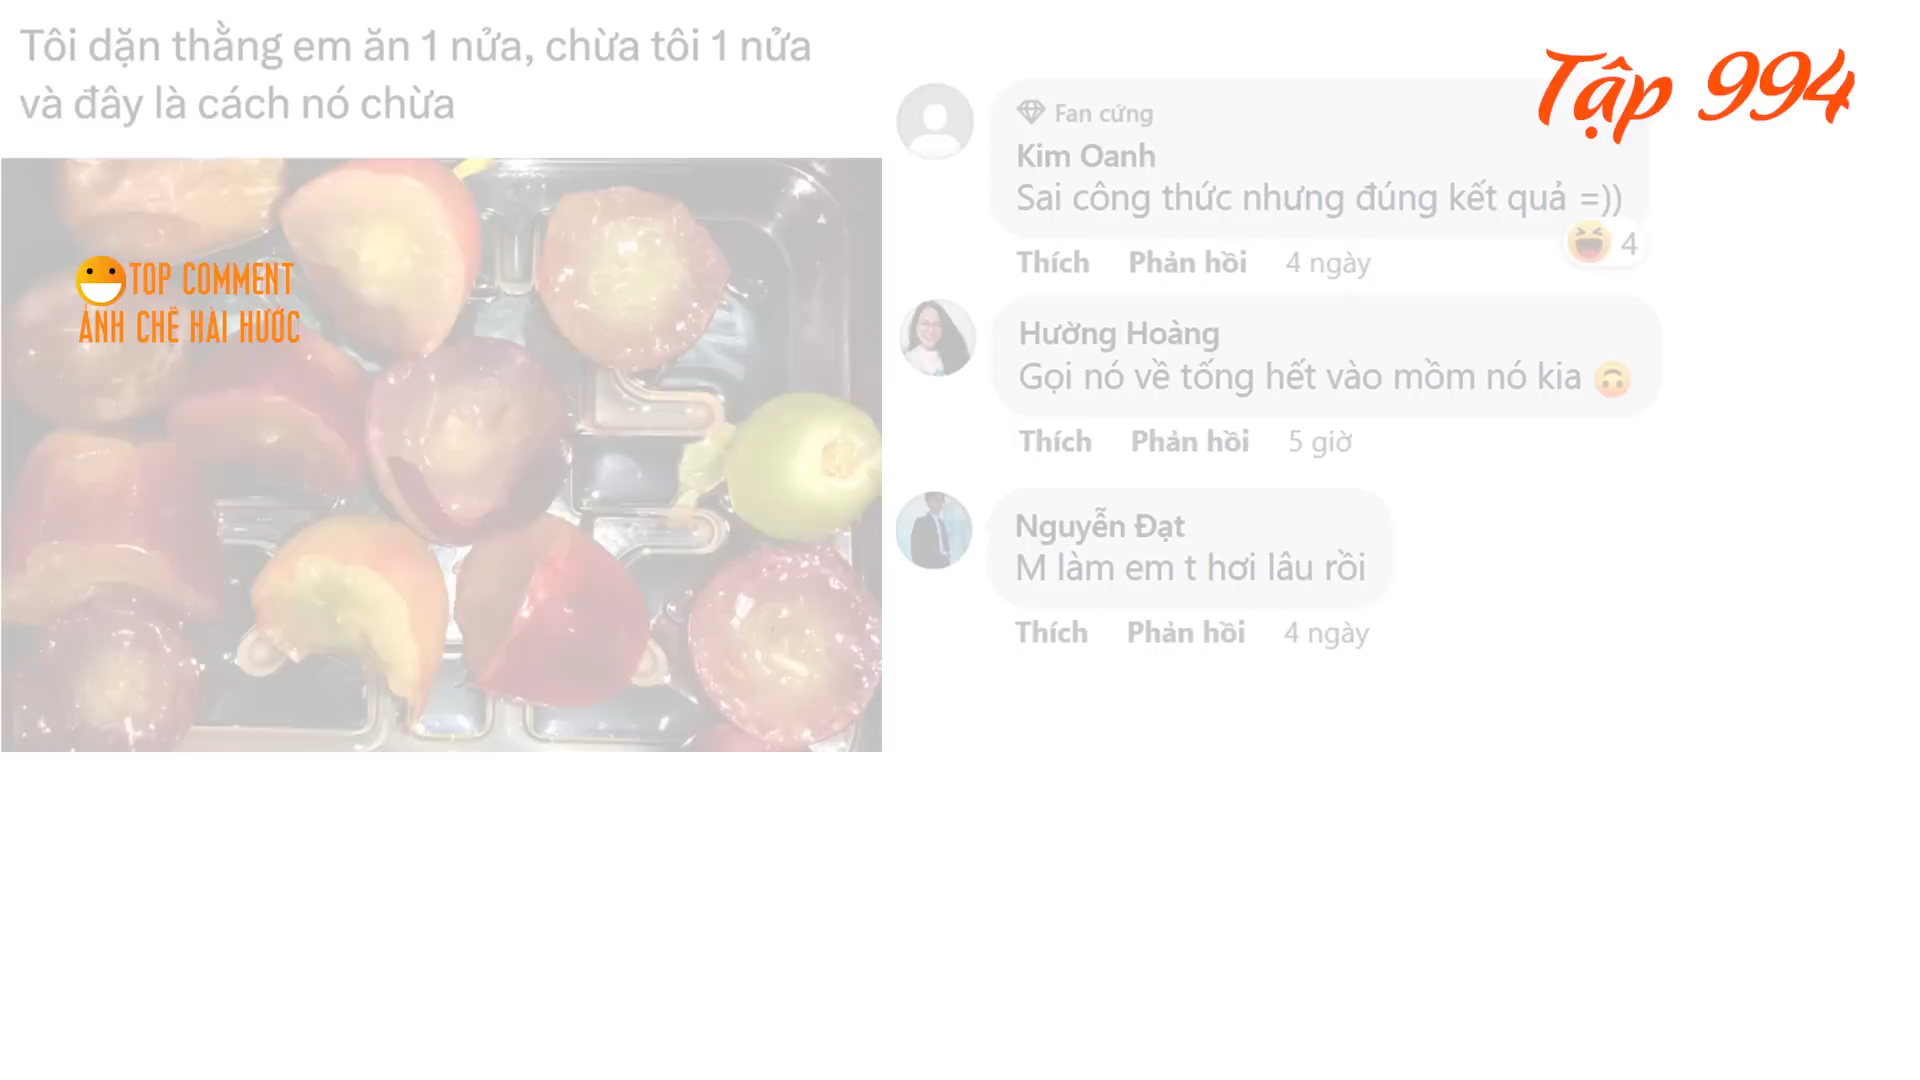 Tôi dặn thằng em ăn 1 nửa, chừa tôi 1 nửa
và đây là cách nó chừa
TOP COMMENT
ẢNH CHẾ HÀI HƯỚC
Tập 994
Fan cứng
Kim Oanh
Sai công thức nhưng đúng kết quả =))
4
Thích Phản hồi 4 ngày
Hường Hoàng
Gọi nó về tống hết vào mồm nó kia 🙃
Thích Phản hồi 5 giờ
Nguyễn Đạt
M làm em t hơi lâu rồi
Thích Phản hồi 4 ngày